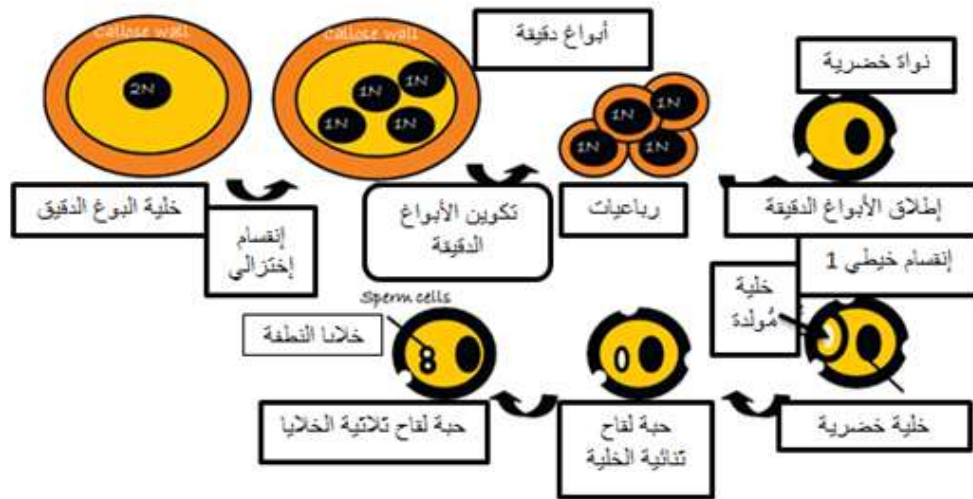 Callose wall
2N
خلية البوغ الدقيق
إنقسام
إختزالي
Callose wall
1N
1N
1N
1N
أبواغ دقيقة
تكوين الأبواغ
الدقيقة
1N
1N
1N
1N
رباعيات
نواة خضرية
إطلاق الأبواغ الدقيقة
إنقسام خيطي 1
خلية
مُولدة
خلية خضرية
حبة لقاح
ثنائية الخلية
Sperm cells
خلايا النطفة
حبة لقاح ثلاثية الخلايا